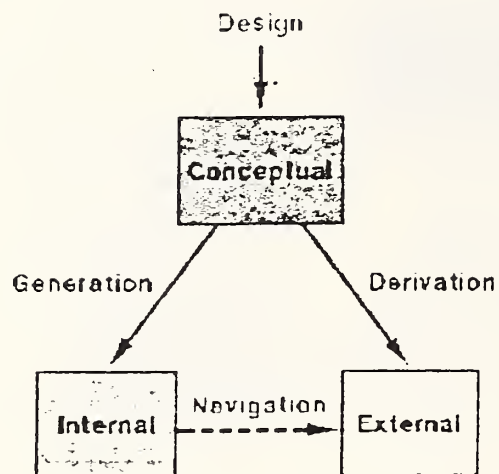 Design
Conceptual
Generation
Derivation
Internal
Navigation
External